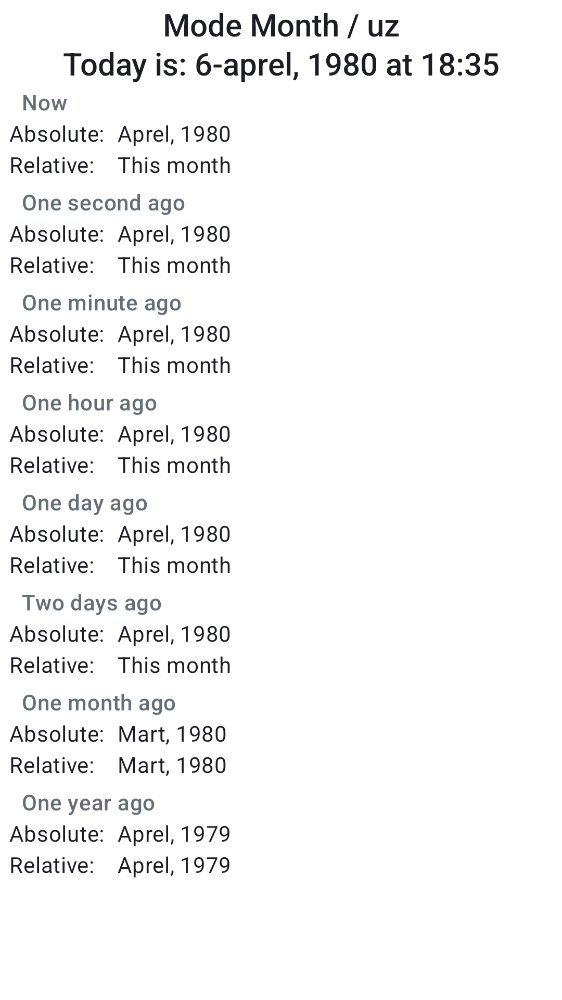 Mode Month / uz
Today is: 6-aprel, 1980 at 18:35
Now
Absolute: Aprel, 1980
Relative: This month
One second ago
Absolute: Aprel, 1980
Relative: This month
One minute ago
Absolute: Aprel, 1980
Relative: This month
One hour ago
Absolute: Aprel, 1980
Relative: This month
One day ago
Absolute: Aprel, 1980
Relative: This month
Two days ago
Absolute: Aprel, 1980
Relative: This month
One month ago
Absolute: Mart, 1980
Relative: Mart, 1980
One year ago
Absolute: Aprel, 1979
Relative: Aprel, 1979